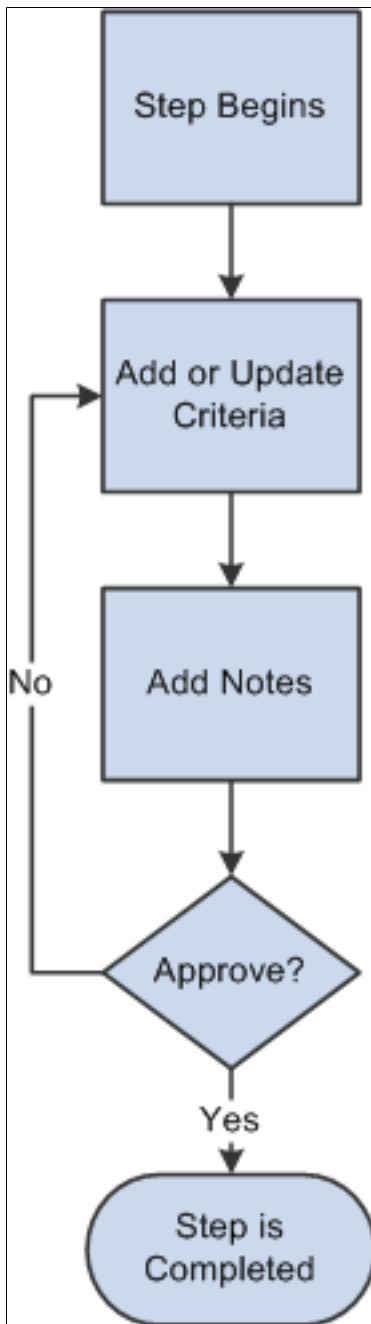 Step Begins
Add or Update
Criteria
Add Notes
No
Approve?
Yes
Step is
Completed